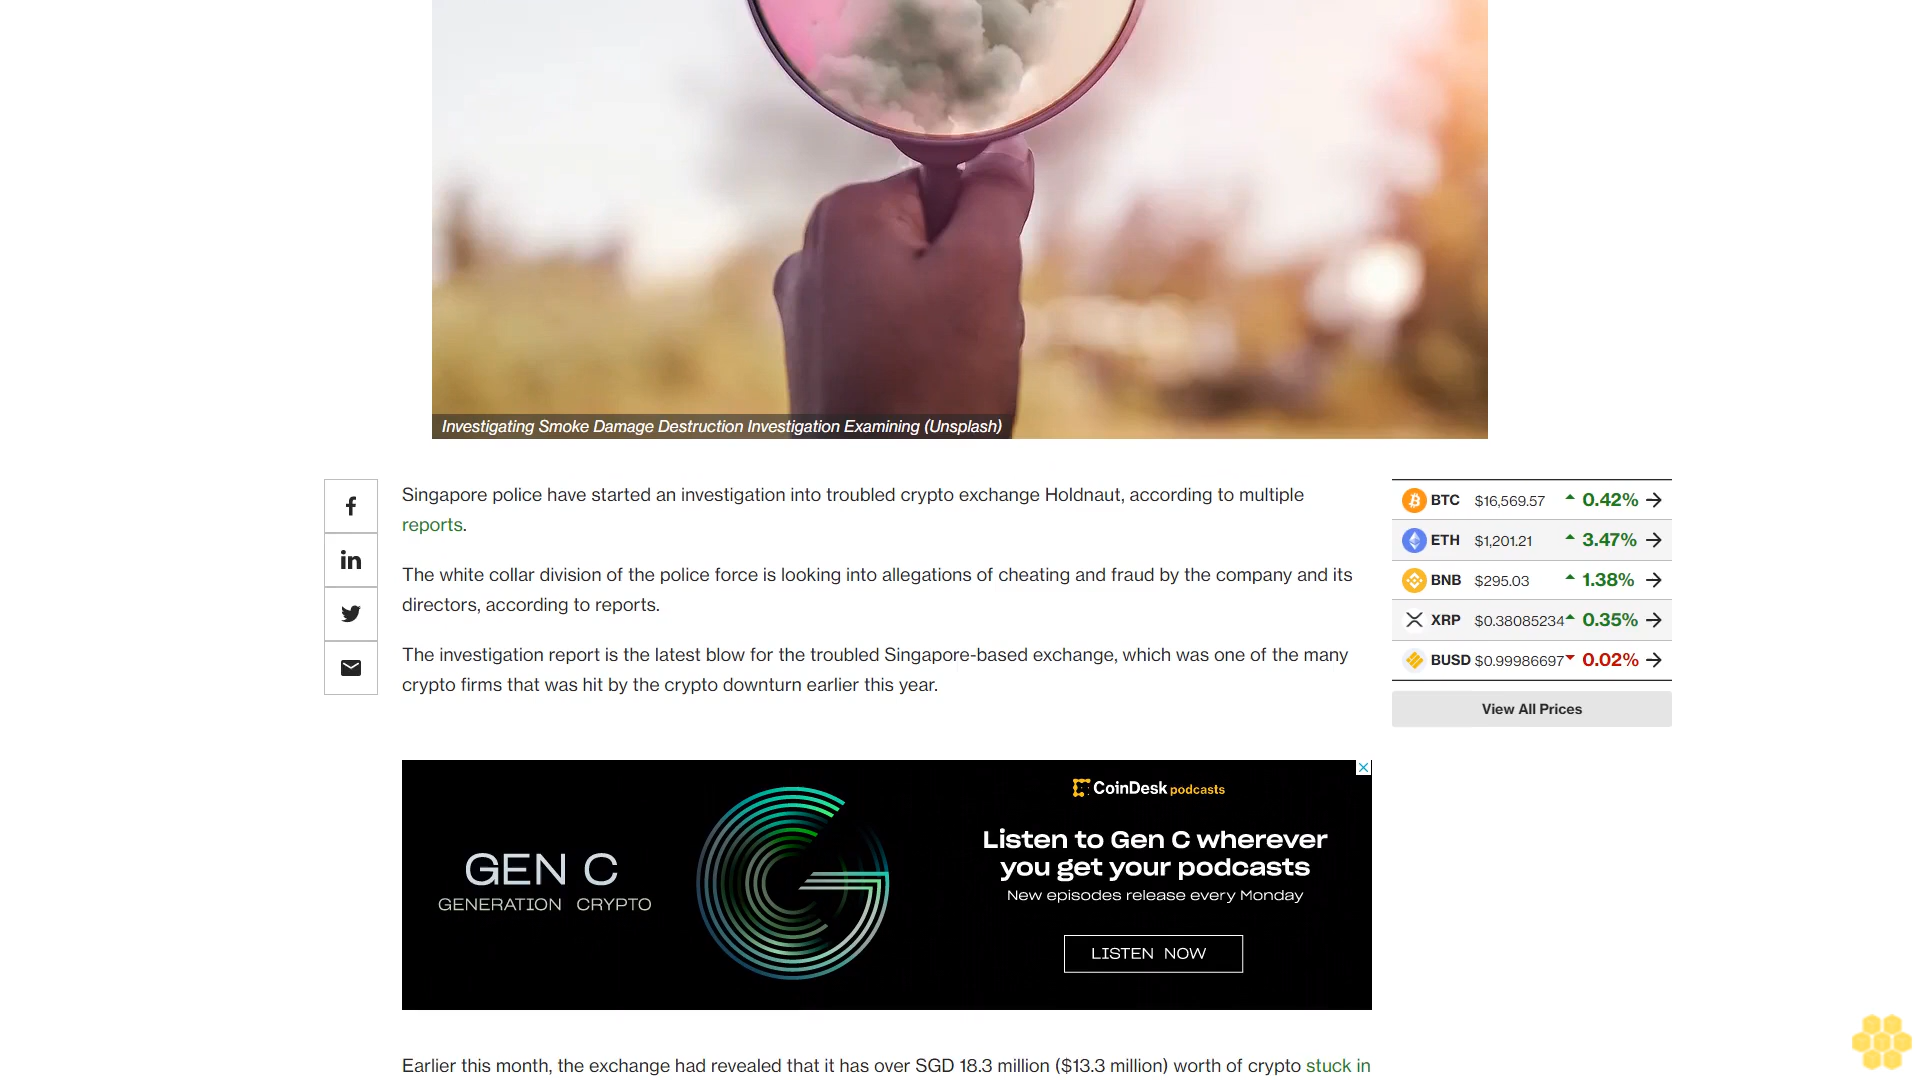 Investigating Smoke Damage Destruction Investigation Examining (Unsplash)
Singapore police have started an investigation into troubled crypto exchange Holdnaut, according to multiple
reports.
The white collar division of the police force is looking into allegations of cheating and fraud by the company and its
directors, according to reports.
The investigation report is the latest blow for the troubled Singapore-based exchange, which was one of the many
crypto firms that was hit by the crypto downturn earlier this year.
BTC $16,569.57 0.42%
ETH $1,201.21 3.47%
BNB $295.03 1.38%
XRP $0.38085234 0.35%
BUSD $0.99986697 0.02%
View All Prices
GEN C
GENERATION CRYPTO
CoinDesk podcasts
Listen to Gen C wherever
you get your podcasts
New episodes release every Monday
LISTEN NOW
Earlier this month, the exchange had revealed that it has over SGD 18.3 million ($13.3 million) worth of crypto stuck in